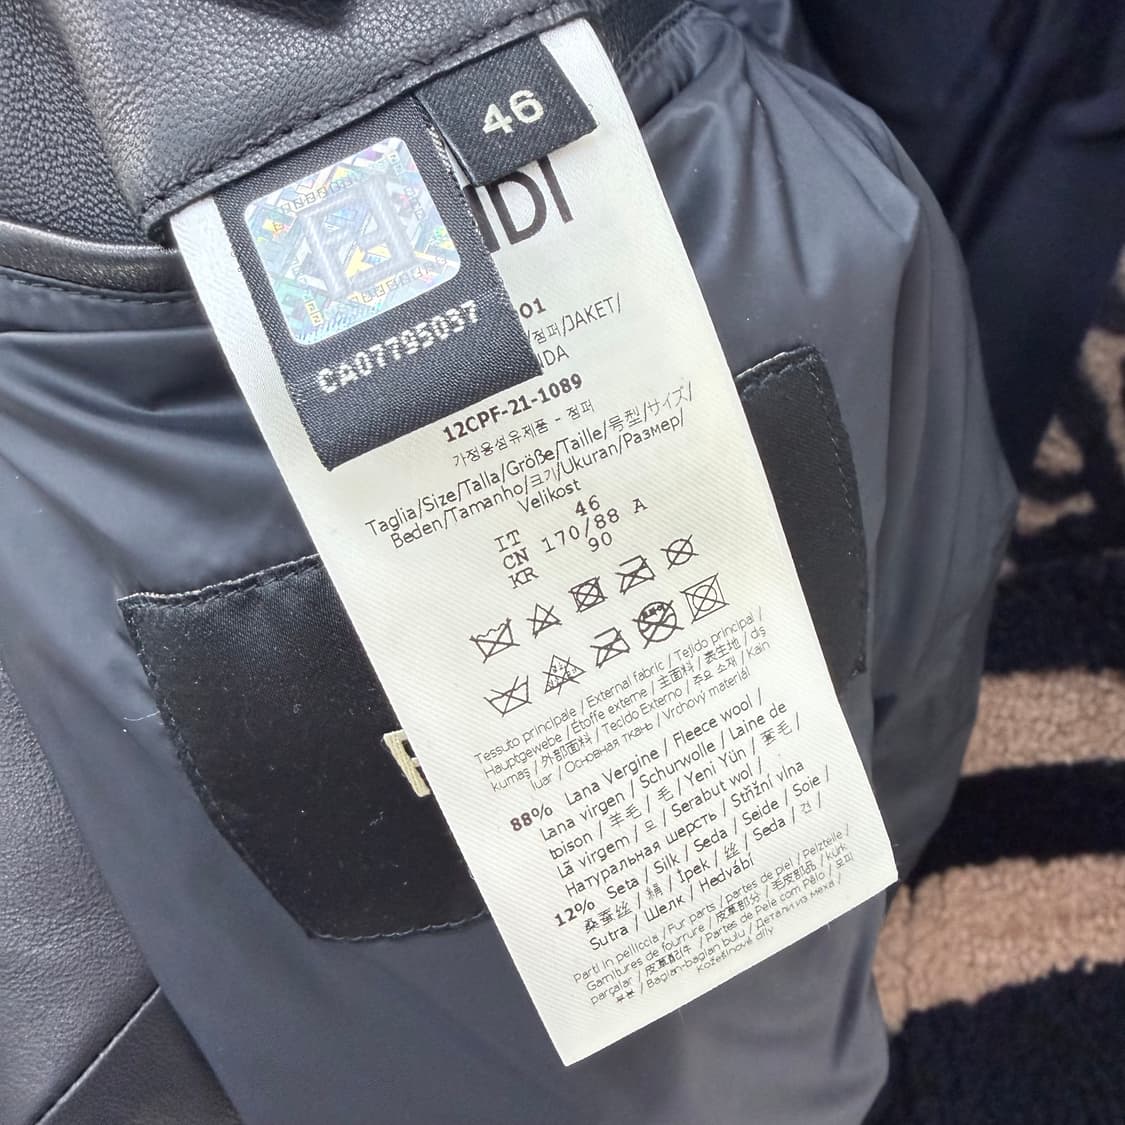 46
NDI
CA07785037
01
/점퍼/JAKET/
NDA
12CPF-21-1089
가정용섬유제품 - 점퍼
Taglia/Size/Talla/Größe/Taille/号型/サイズ/
Beden/Tamanho/크기/Ukuran/Размер/
Velikost
IT 46
CN 170/88 A
KR 90
Tessuto principale / External fabric / Tejido principal /
Hauptgewebe / Étoffe externe / 主面料 / 表生地 / dış
kumaş / 外部面料 / Tecido Externo / 주요 소재 / Kain
luar / Основная ткань / Vrchový materiál
88% Lana Vergine / Fleece wool /
Lana virgen / Schurwolle / Laine de
toison / 羊毛 / 毛 / Yeni Yün / 羊毛 /
Lã virgem / 모 / Serabut wol /
Натуральная шерсть / Střižní vlna
12% Seta / Silk / Seda / Seide / Soie /
桑蚕丝 / 絹 / İpek / 丝 / Seda / 견 /
Sutra / Шелк / Hedvábí
Parti in pelliccia / Fur parts / partes de piel / Pelzteile /
Garnitures de fourrure / 皮革部分 / 毛皮部品 / kürk
parçalar / 皮草配件 / Partes de Pele com Pêlo / 모피
부분 / Bagian-bagian bulu / Детали из меха /
Kožešinové díly